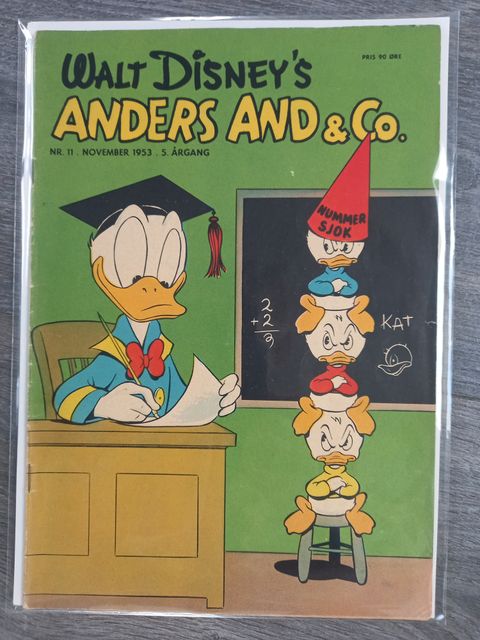 PRIS 90 ØRE
WALT DISNEY'S
ANDERS AND & Co.
NR. 11 . NOVEMBER 1953 . 5. ÅRGANG
NUMMER
SJOK
2
+ 2
3
KAT